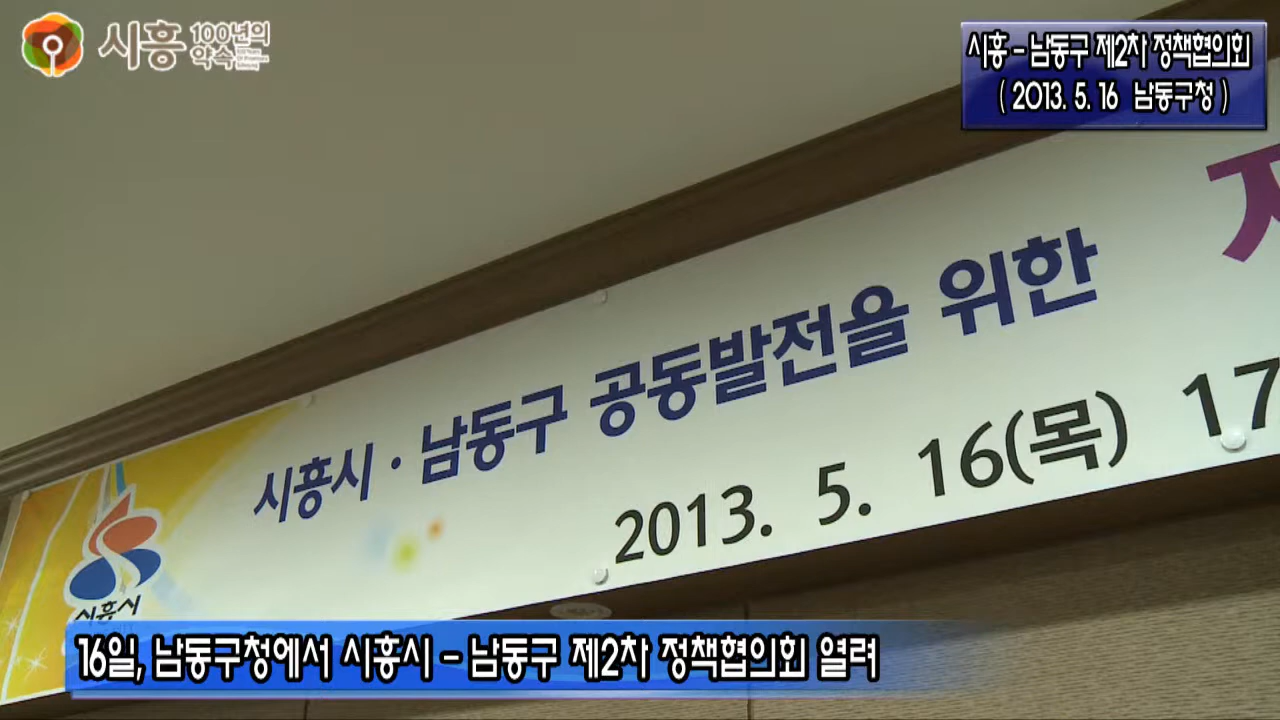 시흥 100년의
약속
시흥-남동구 제2차 정책협의회
( 2013. 5. 16 남동구청 )
시흥시·남동구 공동발전을 위한
2013. 5. 16(목) 17
시흥시
16일, 남동구청에서 시흥시-남동구 제2차 정책협의회 열려